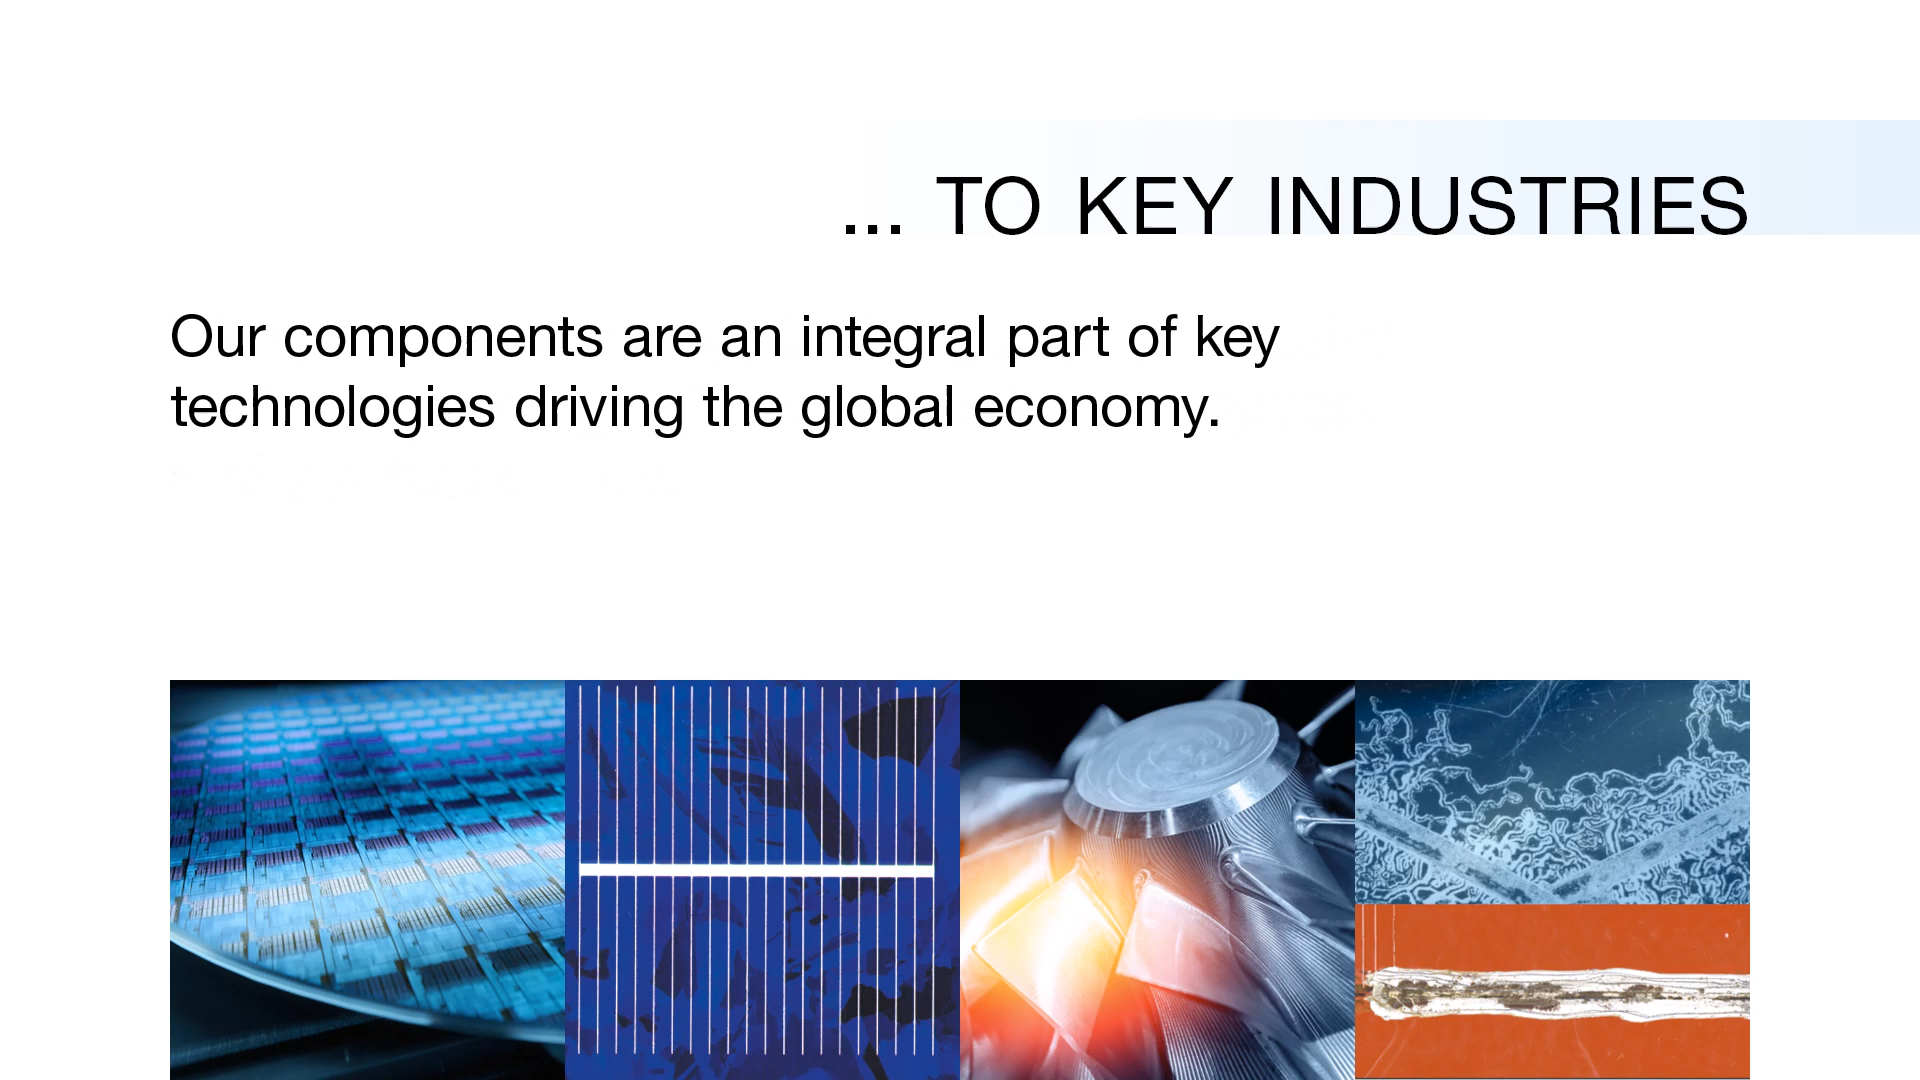 ... TO KEY INDUSTRIES
Our components are an integral part of key
technologies driving the global economy.